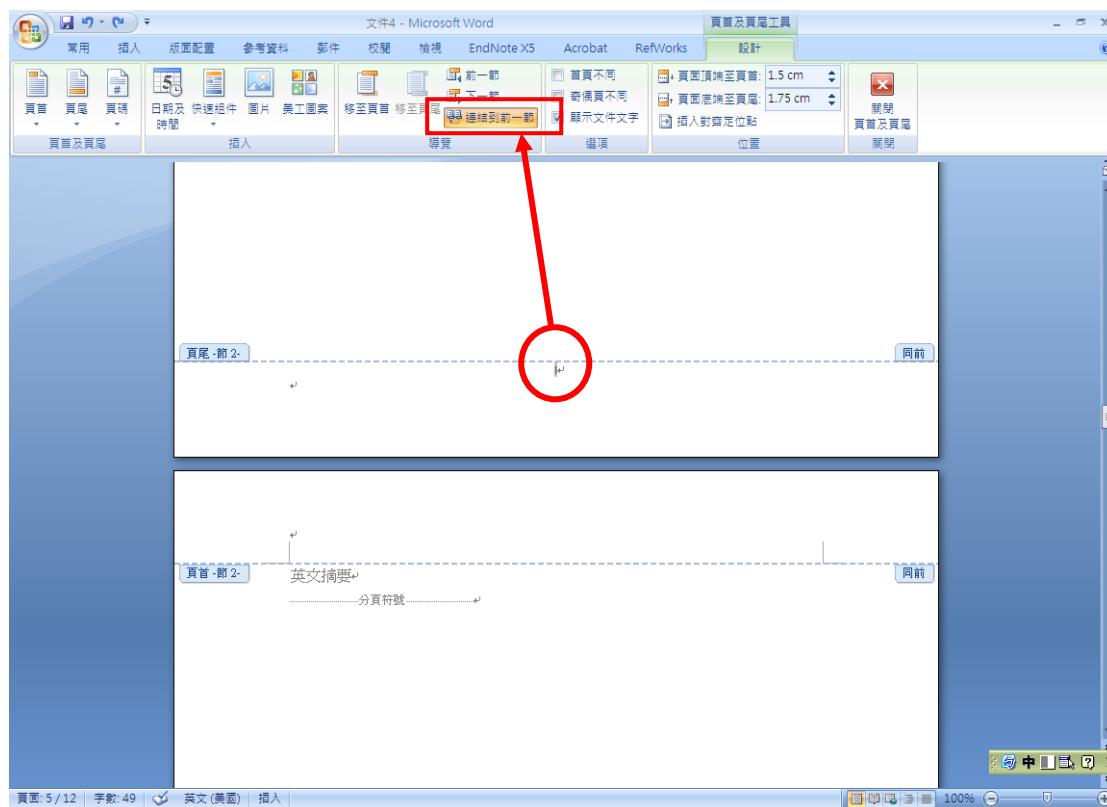 文件4 - Microsoft Word
頁首及頁尾工具
常用 插入 版面配置 參考資料 郵件 校閱 檢視 EndNote X5 Acrobat RefWorks 設計
頁首 頁尾 頁碼
日期及時間 快速組件 圖片 美工圖案
移至頁首 移至頁尾
前一節
下一節
連結到前一節
首頁不同
奇偶頁不同
顯示文件文字
頁面頂端至頁首: 1.5 cm
頁面底端至頁尾: 1.75 cm
插入對齊定位點
關閉
頁首及頁尾
頁首及頁尾 插入 導覽 選項 位置 關閉
頁尾 -節 2- 同前
頁首 -節 2- 英文摘要 同前
分頁符號
中
頁面: 5 / 12 字數: 49 英文 (美國) 插入 100%